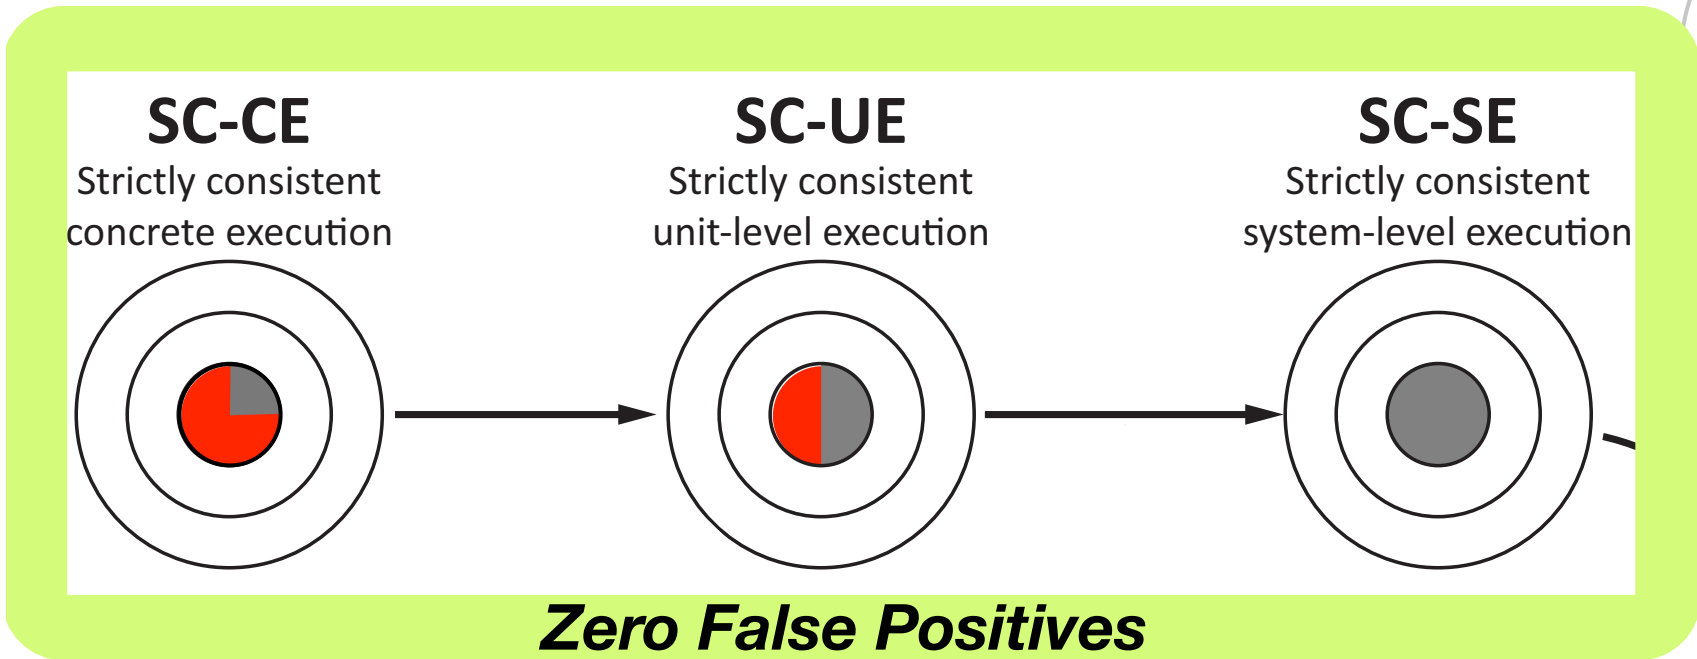 SC-CE
Strictly consistent
concrete execution
SC-UE
Strictly consistent
unit-level execution
SC-SE
Strictly consistent
system-level execution
Zero False Positives